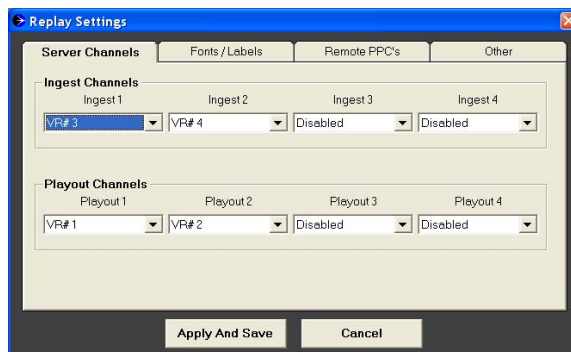 Replay Settings
Server Channels Fonts / Labels Remote PPC's Other
Ingest Channels
Ingest 1 Ingest 2 Ingest 3 Ingest 4
VR# 3 VR# 4 Disabled Disabled
Playout Channels
Playout 1 Playout 2 Playout 3 Playout 4
VR# 1 VR# 2 Disabled Disabled
Apply And Save Cancel